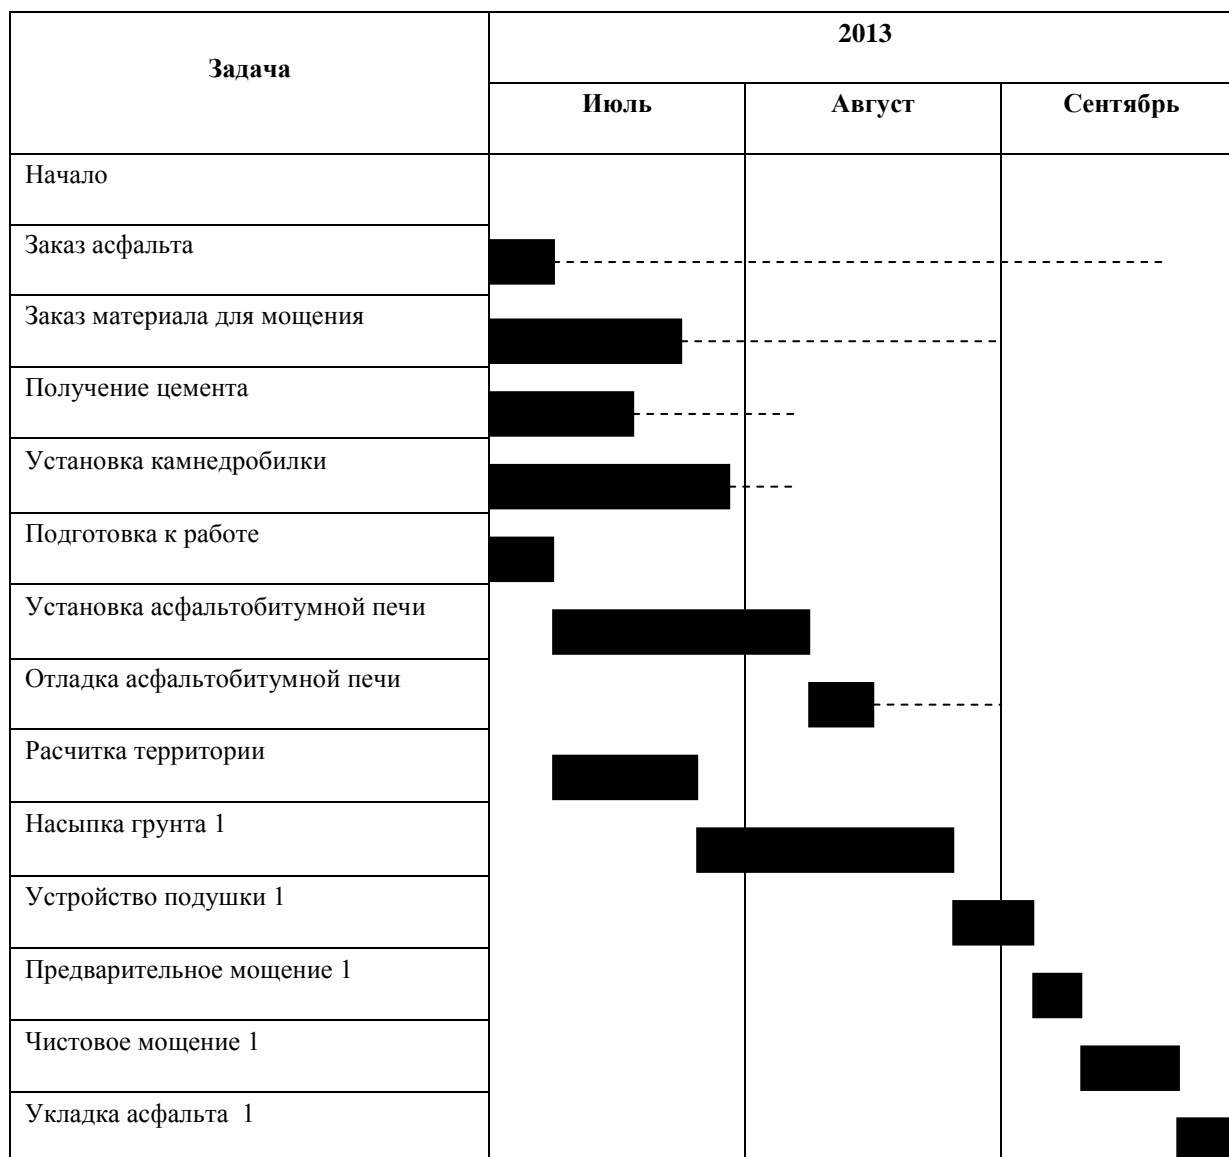 Задача
2013
Июль
Август
Сентябрь
Начало
Заказ асфальта
Заказ материала для мощения
Получение цемента
Установка камнедробилки
Подготовка к работе
Установка асфальтобитумной печи
Отладка асфальтобитумной печи
Расчитка территории
Насыпка грунта 1
Устройство подушки 1
Предварительное мощение 1
Чистовое мощение 1
Укладка асфальта 1